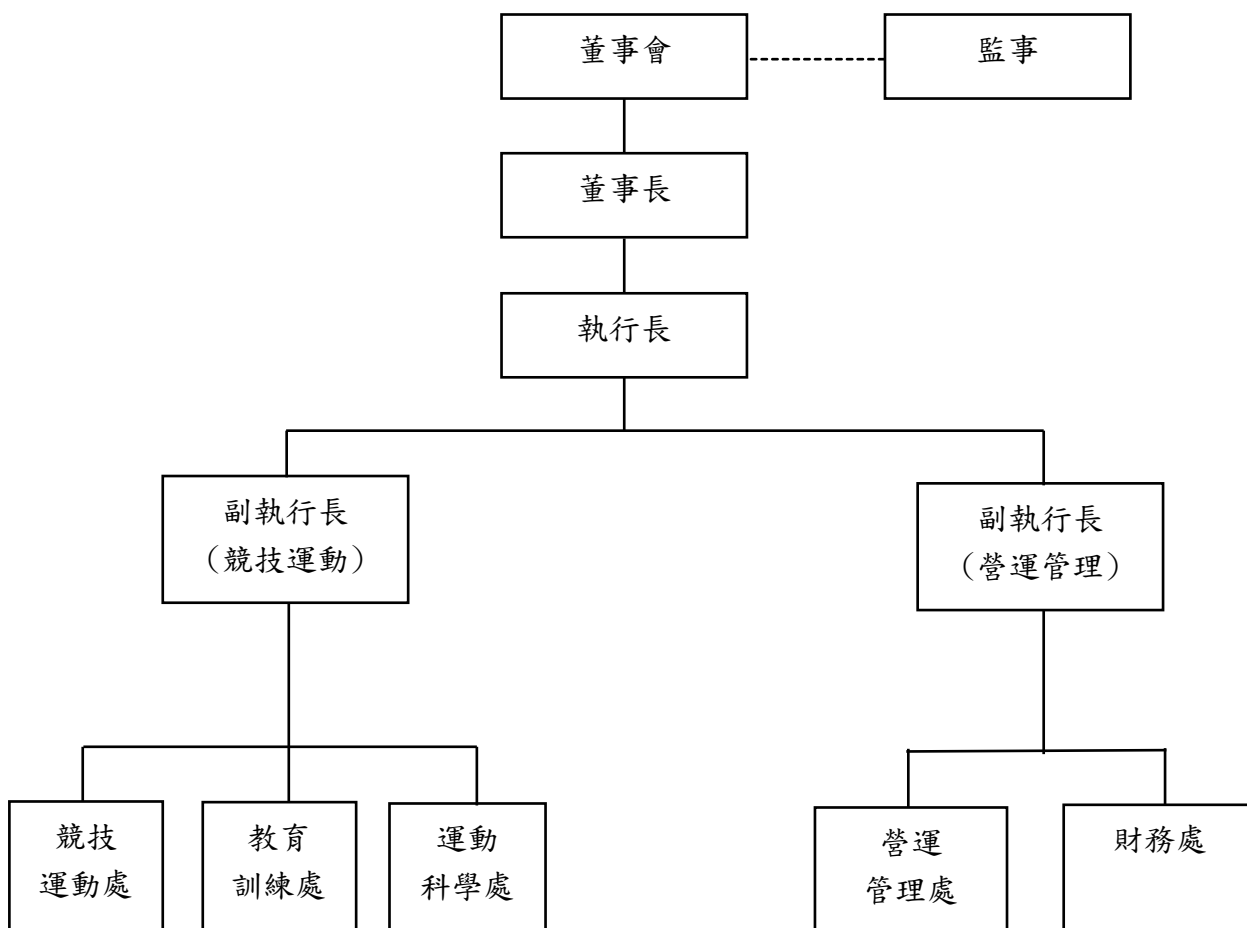 董事會
監事
董事長
執行長
副執行長
（競技運動）
副執行長
（營運管理）
競技
運動處
教育
訓練處
運動
科學處
營運
管理處
財務處